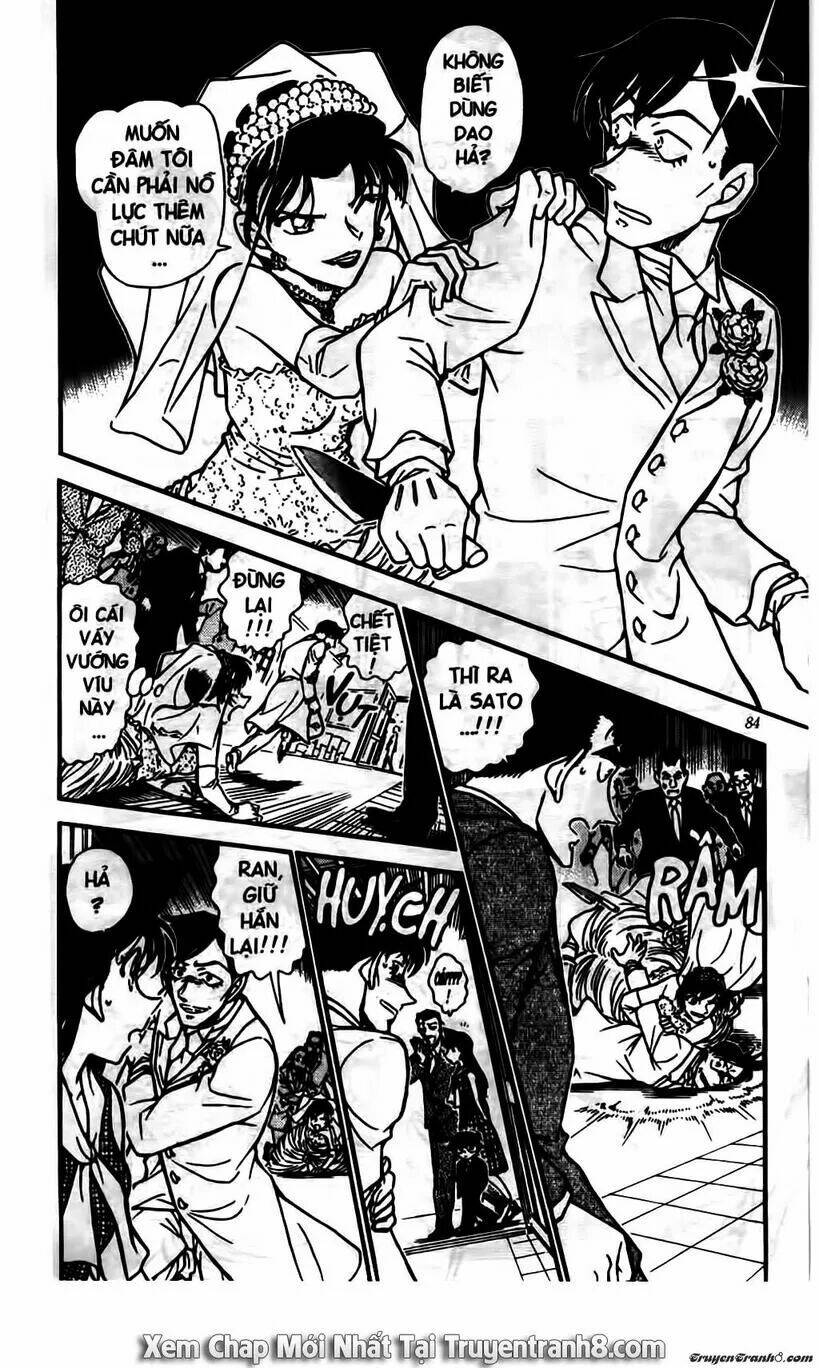 KHÔNG
BIẾT
DÙNG
DAO
HẢ?
MUỐN
ĐÂM TÔI
CẦN PHẢI NỔ
LỰC THÊM
CHÚT NỮA
...
ĐỪNG
LẠI
!!!
CHẾT
TIỆT
!
ÔI CÁI
VÁY
VƯỚNG
VÍU
NÀY
...
VỤT
THÌ RA
LÀ SATO
....!!!
84
RẦM
HẢ
?
RAN,
GIỮ
HẮN
LẠI!!!
HUỴCH
Xem Chap Mới Nhất Tại Truyentranh8.com
TruyenTranh8.com